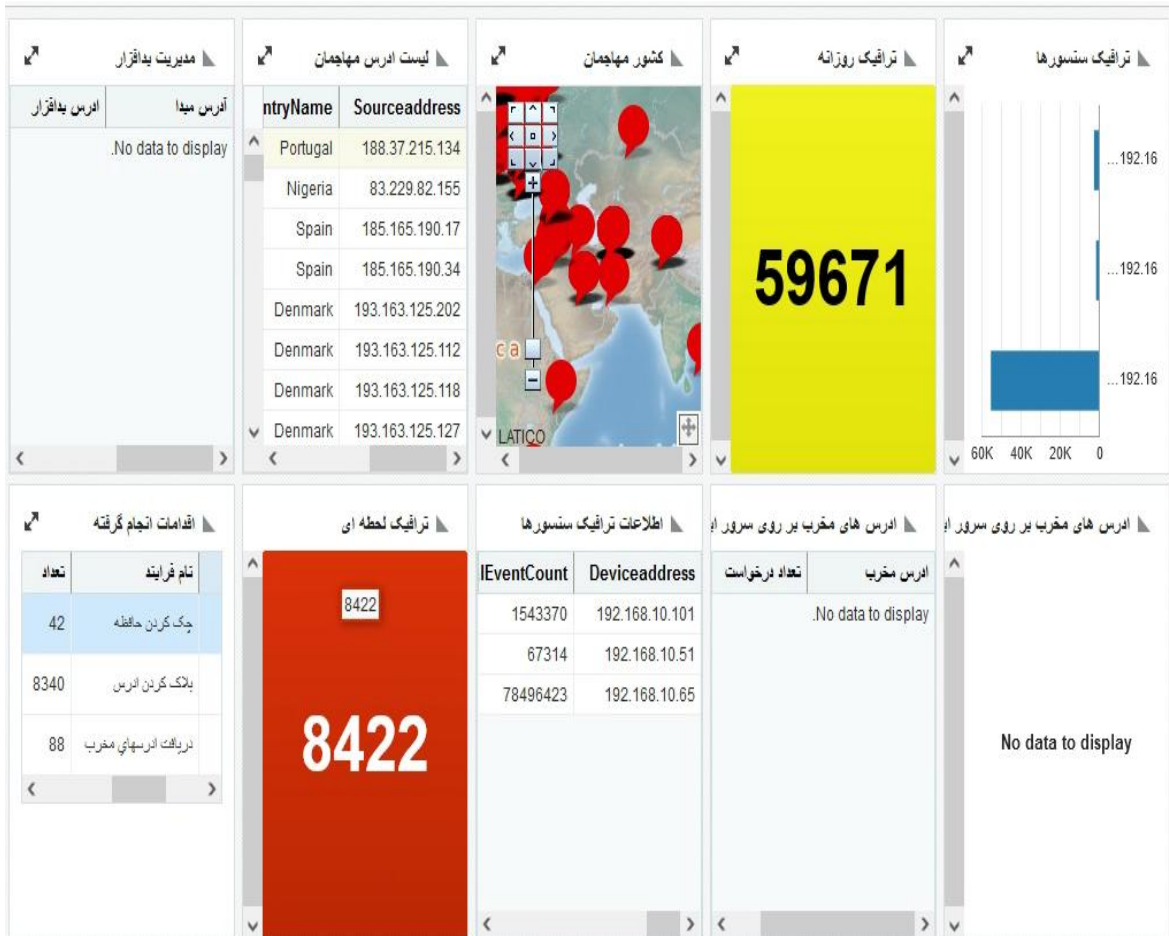 ترافیک سنسورها
192.16...
192.16...
192.16...
60K 40K 20K 0
ترافیک روزانه
59671
کشور مهاجمان
ca
LATICO
لیست ادرس مهاجمان
ntryName Sourceaddress
Portugal 188.37.215.134
Nigeria 83.229.82.155
Spain 185.165.190.17
Spain 185.165.190.34
Denmark 193.163.125.202
Denmark 193.163.125.112
Denmark 193.163.125.118
Denmark 193.163.125.127
مدیریت بدافزار
آدرس مبدا ادرس بدافزار
No data to display.
ادرس های مخرب بر روی سرور اب
No data to display
ادرس های مخرب بر روی سرور اب
ادرس مخرب تعداد درخواست
No data to display.
اطلاعات ترافیک سنسورها
lEventCount Deviceaddress
1543370 192.168.10.101
67314 192.168.10.51
78496423 192.168.10.65
ترافیک لحظه ای
8422
8422
اقدامات انجام گرفته
نام فرایند تعداد
چک کردن حافظه 42
بلاک کردن ادرس 8340
دریافت ادرسهاي مخرب 88